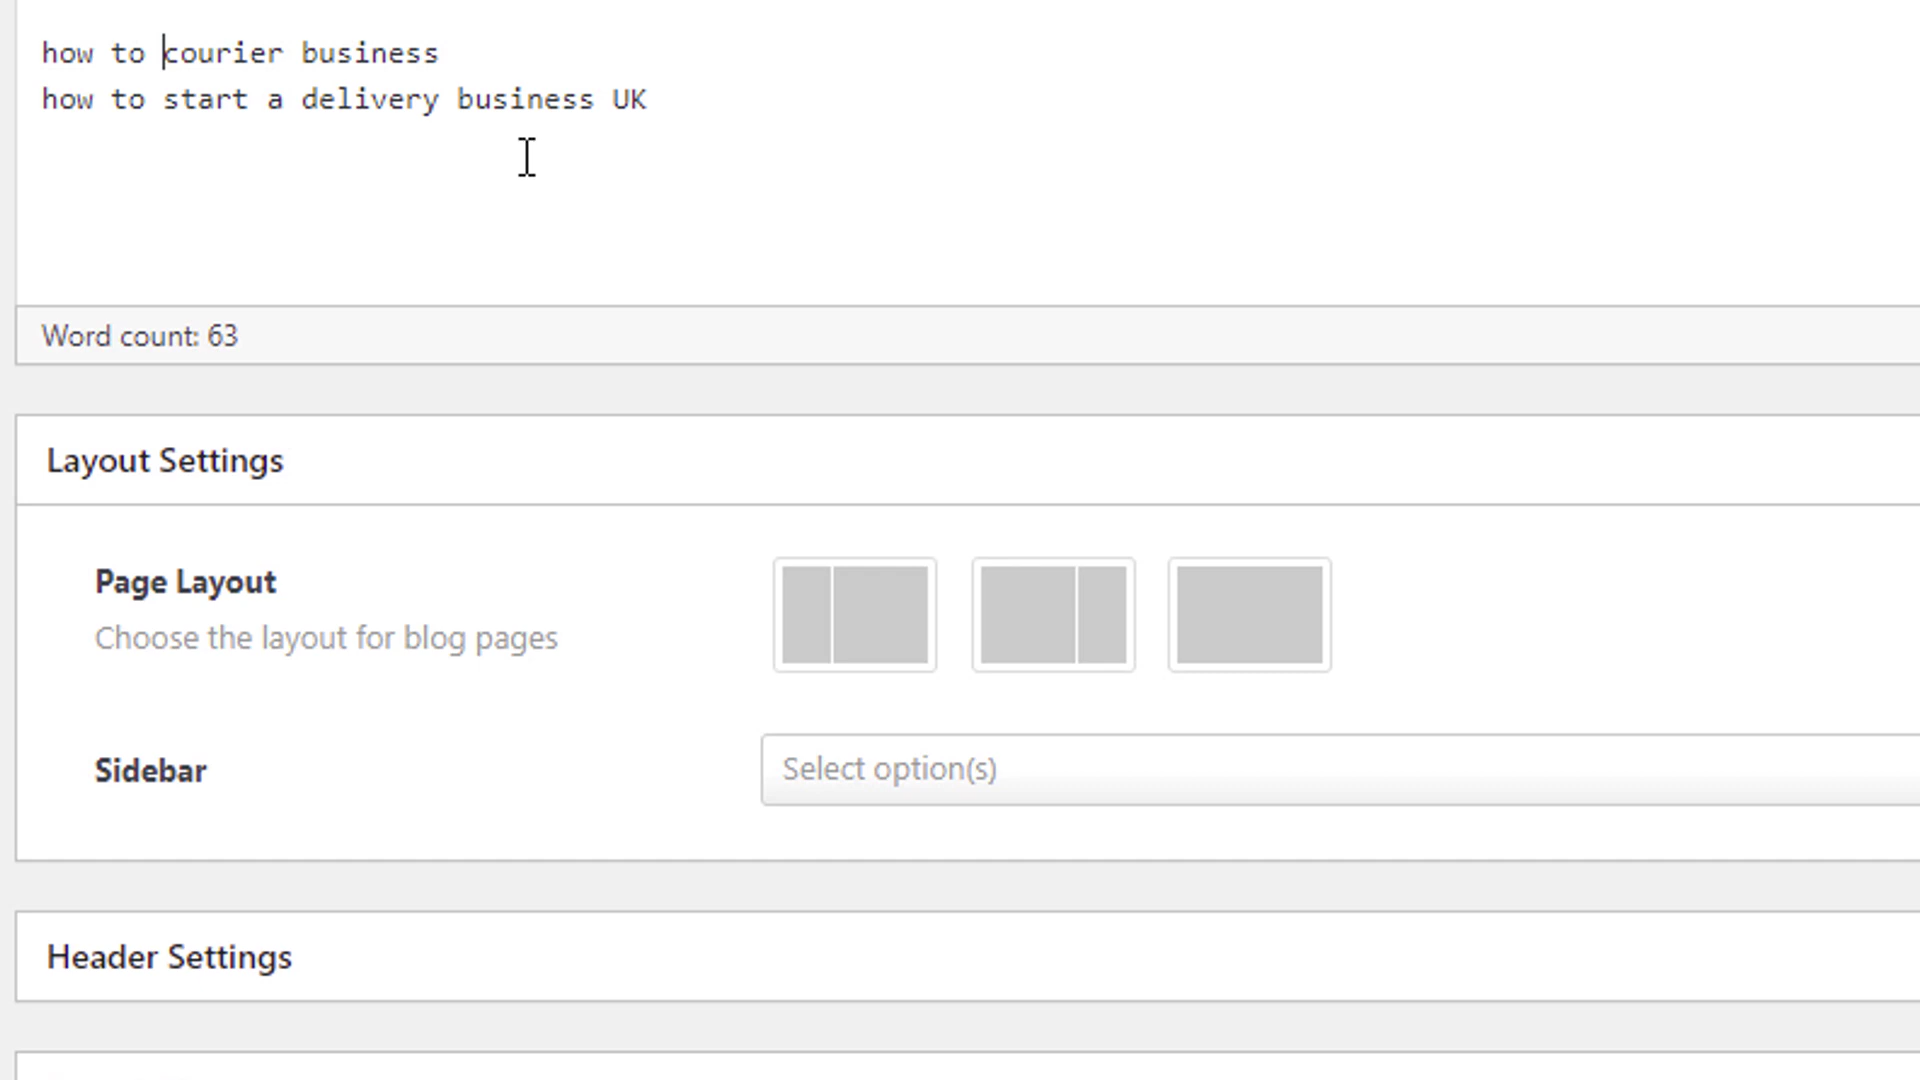 how to courier business
how to start a delivery business UK
Word count: 63
Layout Settings
Page Layout
Choose the layout for blog pages
Sidebar
Select option(s)
Header Settings